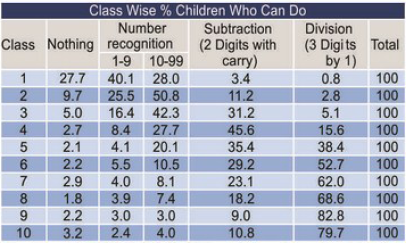 Class Wise % Children Who Can Do
Class Nothing Number recognition Subtraction (2 Digits with carry) Division (3 Digits by 1) Total
1-9 10-99
1 27.7 40.1 28.0 3.4 0.8 100
2 9.7 25.5 50.8 11.2 2.8 100
3 5.0 16.4 42.3 31.2 5.1 100
4 2.7 8.4 27.7 45.6 15.6 100
5 2.1 4.1 20.1 35.4 38.4 100
6 2.2 5.5 10.5 29.2 52.7 100
7 2.9 4.0 8.1 23.1 62.0 100
8 1.8 3.9 7.4 18.2 68.6 100
9 2.2 3.0 3.0 9.0 82.8 100
10 3.2 2.4 4.0 10.8 79.7 100